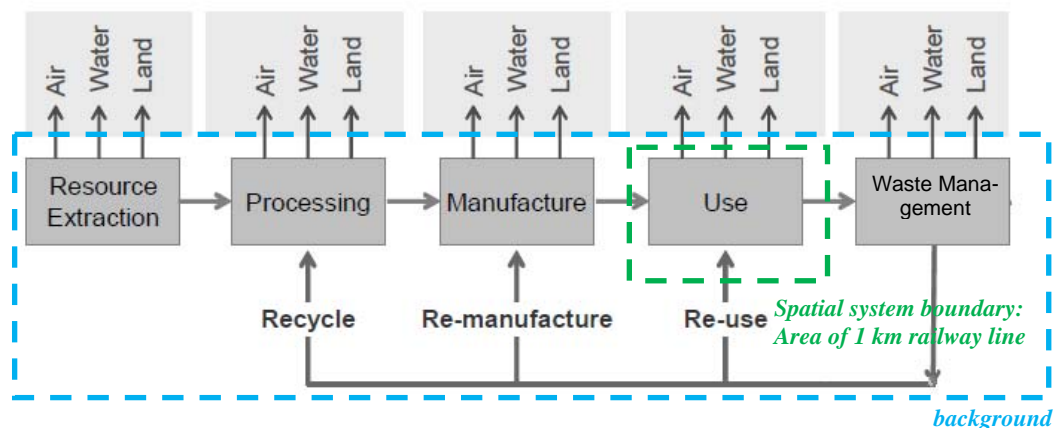 Air Water Land
Air Water Land
Air Water Land
Air Water Land
Air Water Land
Resource
Extraction
Processing
Manufacture
Use
Waste Mana-
gement
Recycle
Re-manufacture
Re-use
Spatial system boundary:
Area of 1 km railway line
background